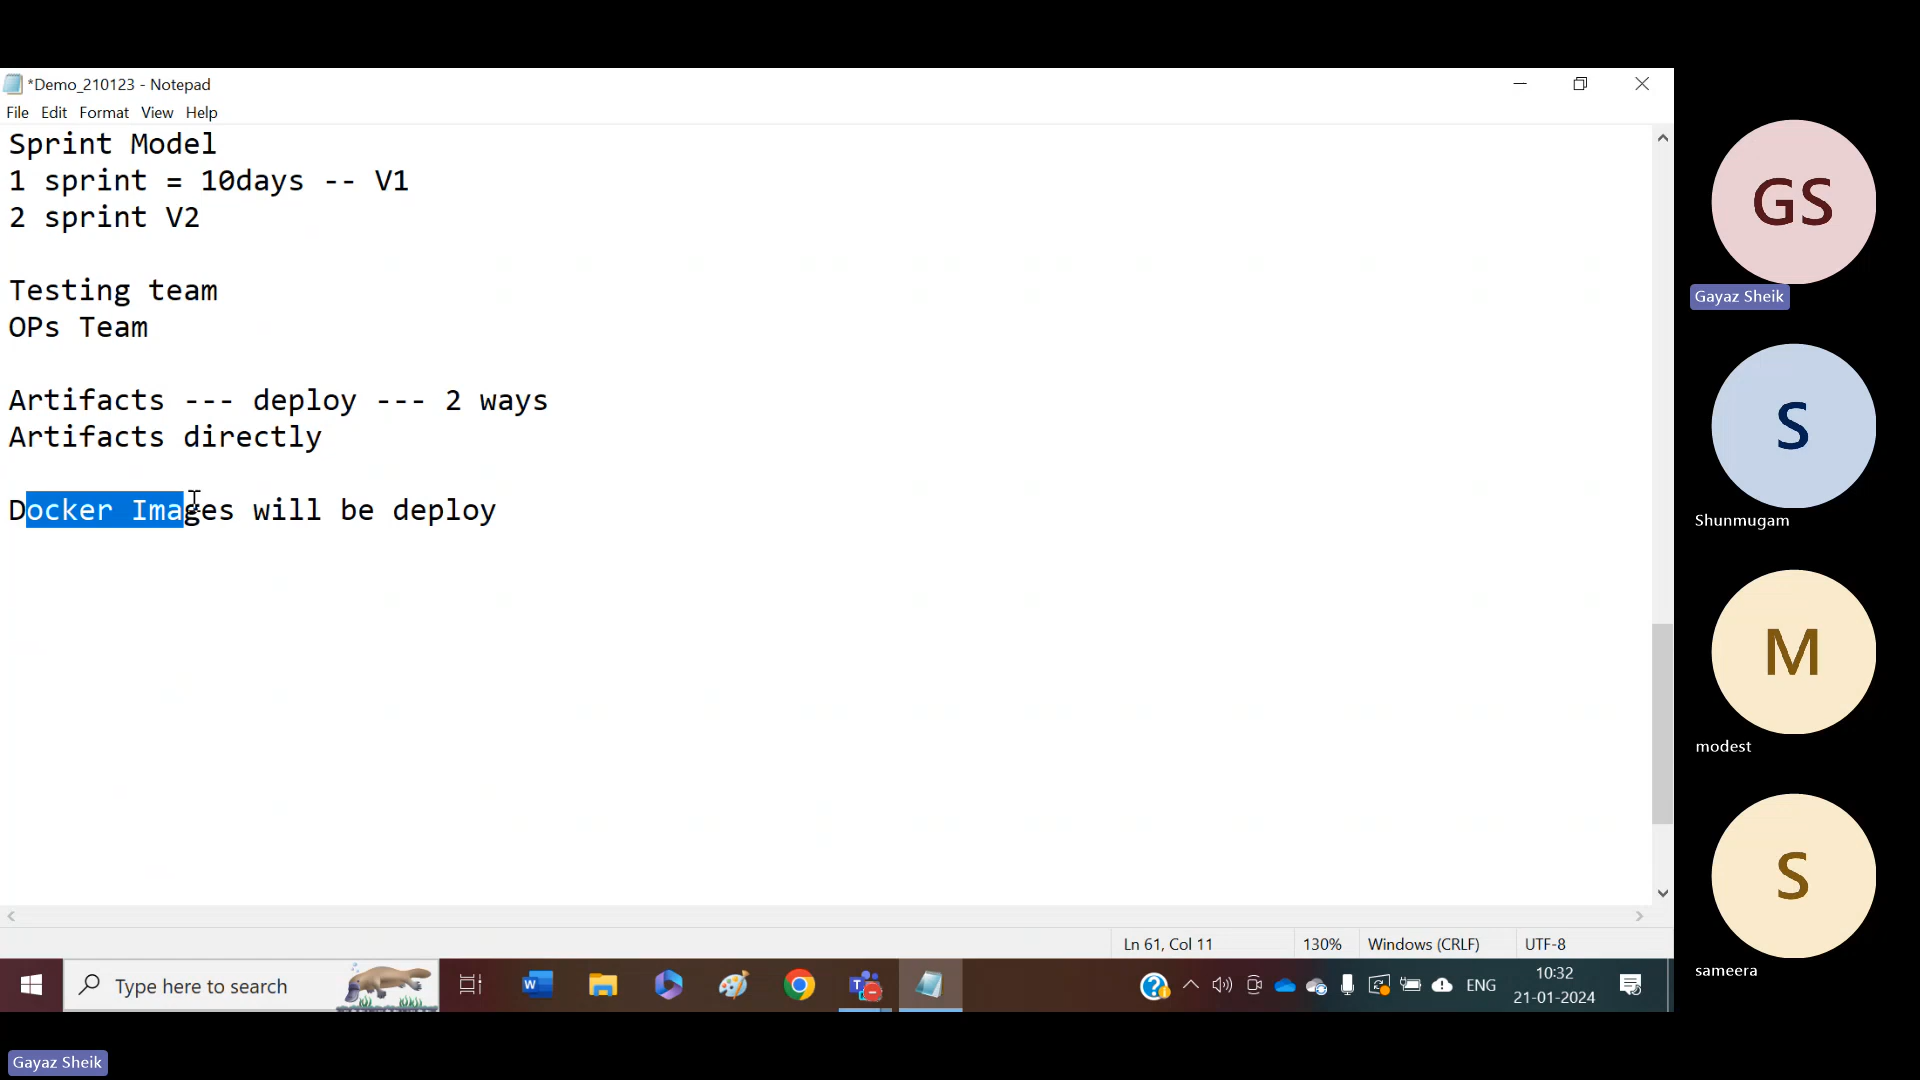 *Demo_210123 - Notepad
File Edit Format View Help
Sprint Model
1 sprint = 10days -- V1
2 sprint V2
Testing team
OPs Team
Artifacts --- deploy --- 2 ways
Artifacts directly
Docker Images will be deploy
Ln 61, Col 11 130% Windows (CRLF) UTF-8
Type here to search
ENG
10:32
21-01-2024
GS
Gayaz Sheik
S
Shunmugam
M
modest
S
sameera
Gayaz Sheik